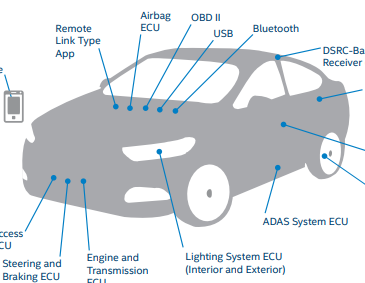 Remote
Link Type
App
Airbag
ECU
OBD II
USB
Bluetooth
DSRC-Ba
Receiver
e
ccess
CU
Steering and
Braking ECU
Engine and
Transmission
ECU
Lighting System ECU
(Interior and Exterior)
ADAS System ECU